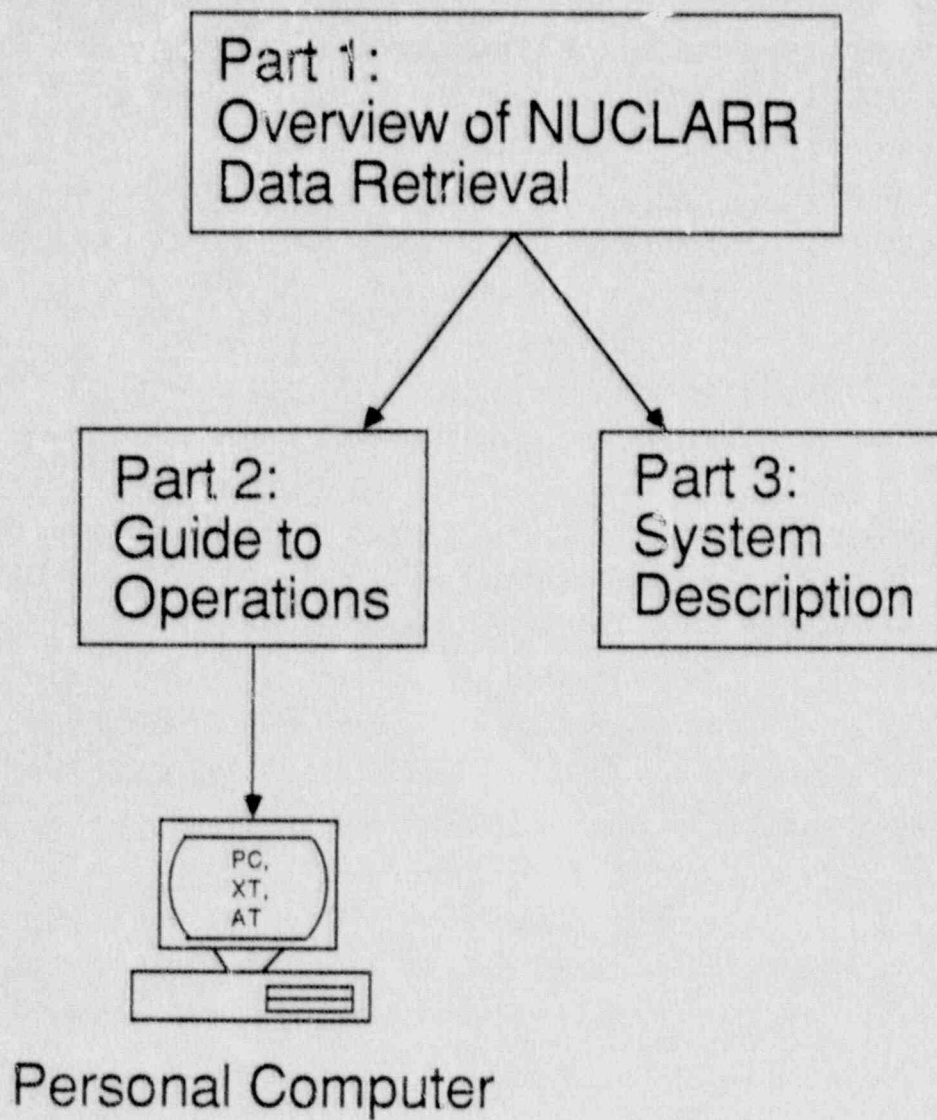 Part 1:
Overview of NUCLARR
Data Retrieval
Part 2:
Guide to
Operations
Part 3:
System
Description
PC,
XT,
AT
Personal Computer